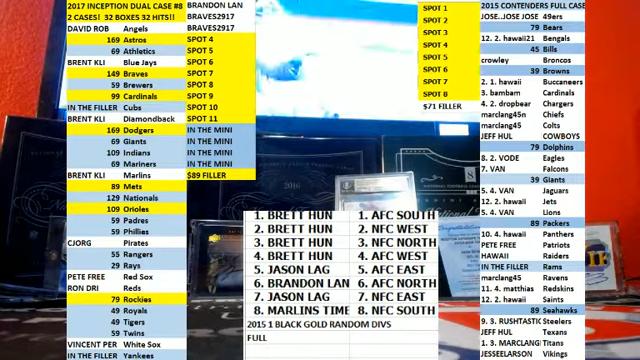 2017 INCEPTION DUAL CASE #8
2 CASES! 32 BOXES 32 HITS!!
DAVID ROB Angels
169 Astros
69 Athletics
BRENT KLI Blue Jays
149 Braves
59 Brewers
99 Cardinals
IN THE FILLER Cubs
BRENT KLI Diamondback
169 Dodgers
69 Giants
109 Indians
69 Mariners
BRENT KLI Marlins
89 Mets
129 Nationals
109 Orioles
59 Padres
59 Phillies
CJORG Pirates
55 Rangers
29 Rays
PETE FREE Red Sox
RON DRI Reds
79 Rockies
49 Royals
49 Tigers
59 Twins
VINCENT PER White Sox
IN THE FILLER Yankees
BRANDON LAN
BRAVES2917
BRAVES2917
SPOT 4
SPOT 5
SPOT 6
SPOT 7
SPOT 8
SPOT 9
SPOT 10
SPOT 11
IN THE MINI
IN THE MINI
IN THE MINI
IN THE MINI
$89 FILLER
1. BRETT HUN 1. AFC SOUTH
2. BRETT HUN 2. NFC WEST
3. BRETT HUN 3. NFC NORTH
4. BRETT HUN 4. AFC WEST
5. JASON LAG 5. AFC EAST
6. BRANDON LAN 6. AFC NORTH
7. JASON LAG 7. NFC EAST
8. MARLINS TIME 8. NFC SOUTH
2015 1 BLACK GOLD RANDOM DIVS
FULL
SPOT 1
SPOT 2
SPOT 3
SPOT 4
SPOT 5
SPOT 6
SPOT 7
SPOT 8
$71 FILLER
2015 CONTENDERS FULL CASE
JOSE..JOSE JOSE 49ers
79 Bears
12. 2. hawaii21 Bengals
45 Bills
crowley Broncos
39 Browns
2. 1. hawaii Buccaneers
3. bambam Cardinals
4. 2. dropbear Chargers
marclang45n Chiefs
marclang45 Colts
JEFF HUL COWBOYS
79 Dolphins
8. 2. VODE Eagles
7. VAN Falcons
39 Giants
5. 4. VAN Jaguars
12. 2. hawaii Jets
5. 4. VAN Lions
89 Packers
10. 4. hawaii Panthers
PETE FREE Patriots
HAWAII Raiders
IN THE FILLER Rams
marclang45 Ravens
11. 4. matthias Redskins
12. 2. hawaii Saints
89 Seahawks
9. 3. RUSHTASTIC Steelers
JEFF HUL Texans
1. 3. MARCLANG Titans
JESSEELARSON Vikings
2016